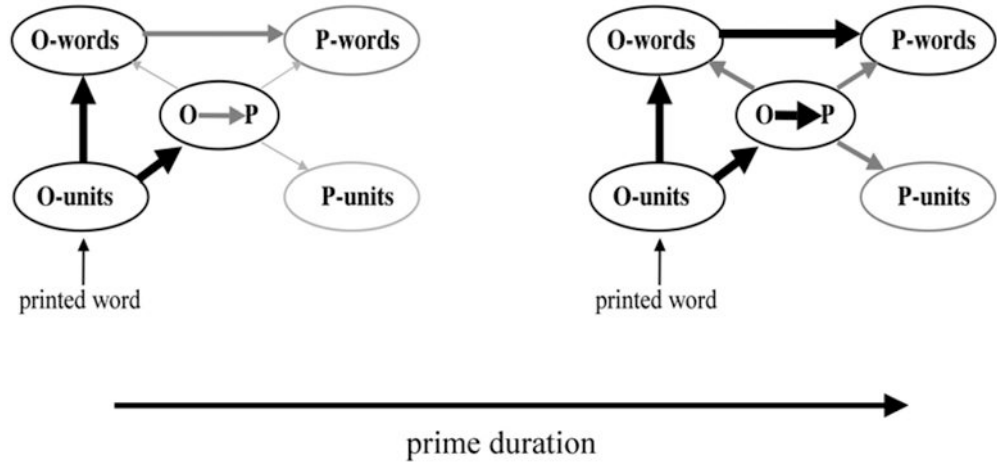 O-words P-words
O P
O-units P-units
printed word
O-words P-words
O P
O-units P-units
printed word
prime duration